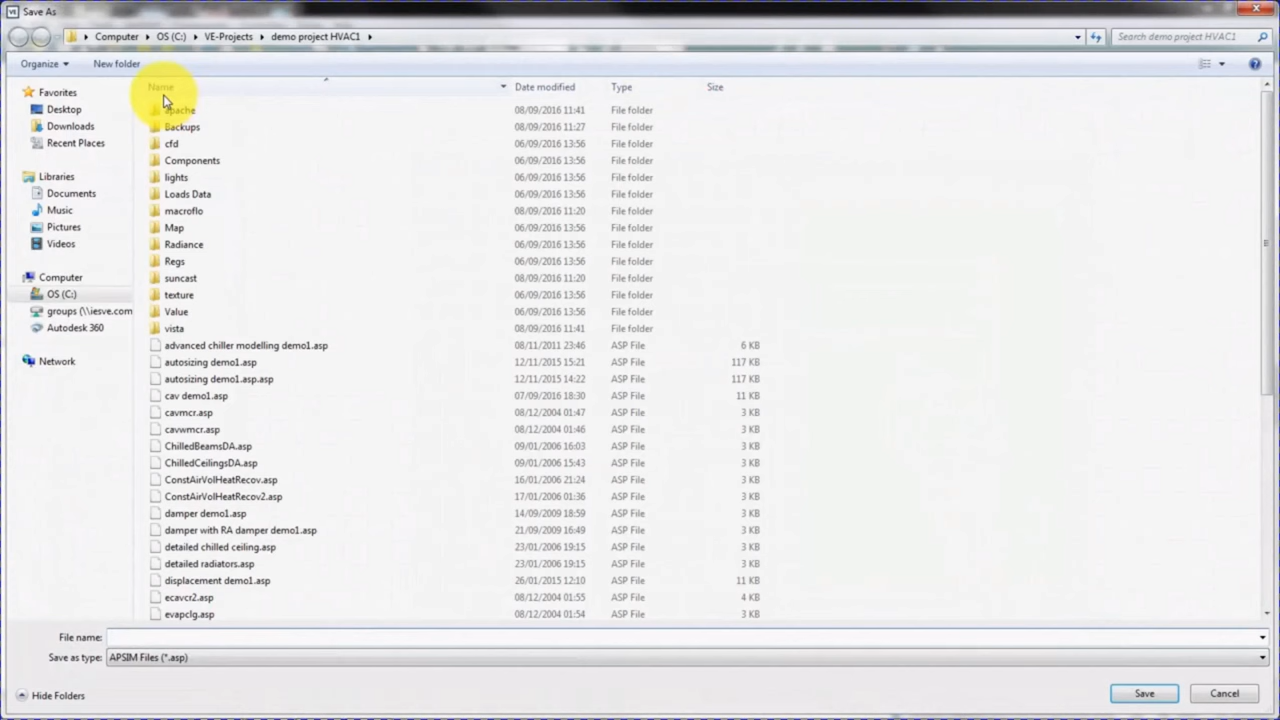 VE Save As
Computer OS (C:) VE-Projects demo project HVAC1 Search demo project HVAC1
Organize New folder
Name Date modified Type Size
Favorites
Desktop
Downloads
Recent Places
Libraries
Documents
Music
Pictures
Videos
Computer
OS (C:)
groups (\\iesve.com
Autodesk 360
Network
apache 08/09/2016 11:41 File folder
Backups 08/09/2016 11:27 File folder
cfd 06/09/2016 13:56 File folder
Components 06/09/2016 13:56 File folder
lights 06/09/2016 13:56 File folder
Loads Data 06/09/2016 13:56 File folder
macroflo 08/09/2016 11:20 File folder
Map 06/09/2016 13:56 File folder
Radiance 06/09/2016 13:56 File folder
Regs 06/09/2016 13:56 File folder
suncast 08/09/2016 11:20 File folder
texture 06/09/2016 13:56 File folder
Value 06/09/2016 13:56 File folder
vista 08/09/2016 11:41 File folder
advanced chiller modelling demo1.asp 08/11/2011 23:46 ASP File 6 KB
autosizing demo1.asp 12/11/2015 15:21 ASP File 117 KB
autosizing demo1.asp.asp 12/11/2015 14:22 ASP File 117 KB
cav demo1.asp 07/09/2016 18:30 ASP File 11 KB
cavmcr.asp 08/12/2004 01:47 ASP File 3 KB
cavwmcr.asp 08/12/2004 01:46 ASP File 3 KB
ChilledBeamsDA.asp 09/01/2006 16:03 ASP File 3 KB
ChilledCeilingsDA.asp 09/01/2006 15:43 ASP File 3 KB
ConstAirVolHeatRecov.asp 16/01/2006 21:24 ASP File 3 KB
ConstAirVolHeatRecov2.asp 17/01/2006 01:36 ASP File 3 KB
damper demo1.asp 14/09/2009 18:59 ASP File 3 KB
damper with RA damper demo1.asp 21/09/2009 16:49 ASP File 3 KB
detailed chilled ceiling.asp 23/01/2006 19:15 ASP File 3 KB
detailed radiators.asp 23/01/2006 19:15 ASP File 3 KB
displacement demo1.asp 26/01/2015 12:10 ASP File 11 KB
ecavcr2.asp 08/12/2004 01:55 ASP File 4 KB
evapclg.asp 08/12/2004 01:54 ASP File 3 KB
File name:
Save as type: APSIM Files (*.asp)
Hide Folders Save Cancel